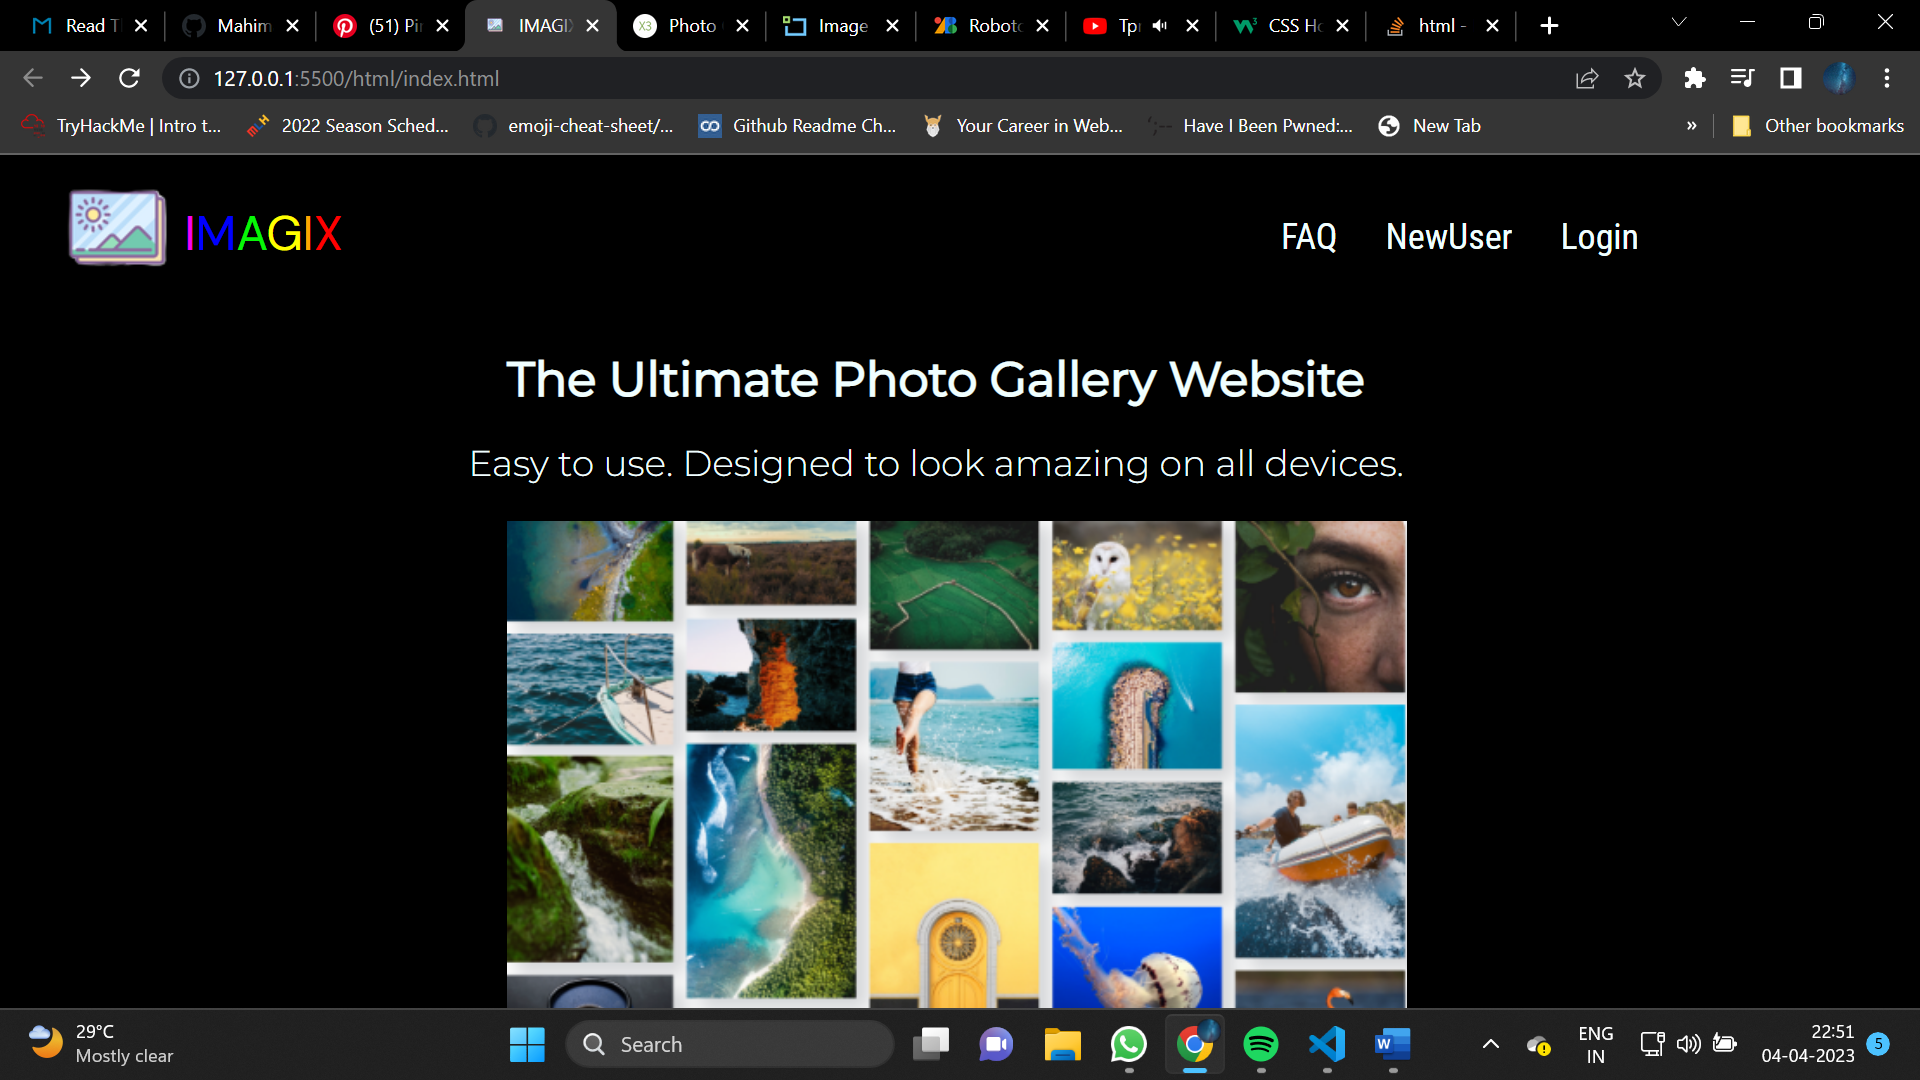 Read T
Mahim
(51) Pi
IMAGIX
Photo
Image
Roboto
Tp
CSS Ho
html -
127.0.0.1:5500/html/index.html
TryHackMe | Intro t...
2022 Season Sched...
emoji-cheat-sheet/...
Github Readme Ch...
Your Career in Web...
Have I Been Pwned:...
New Tab
»
Other bookmarks
IMAGIX
FAQ
NewUser
Login
The Ultimate Photo Gallery Website
Easy to use. Designed to look amazing on all devices.
29°C
Mostly clear
Search
ENG
IN
22:51
04-04-2023
5